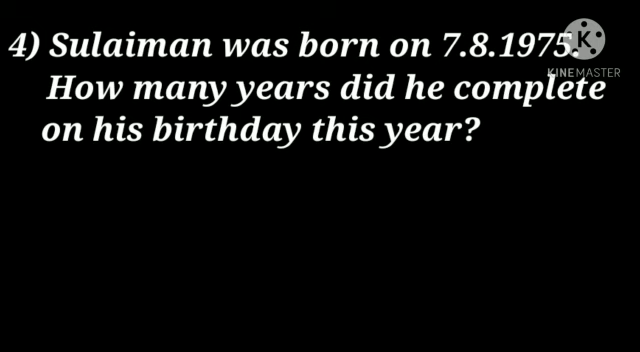 4) Sulaiman was born on 7.8.1975.
KINEMASTER
How many years did he complete
on his birthday this year?